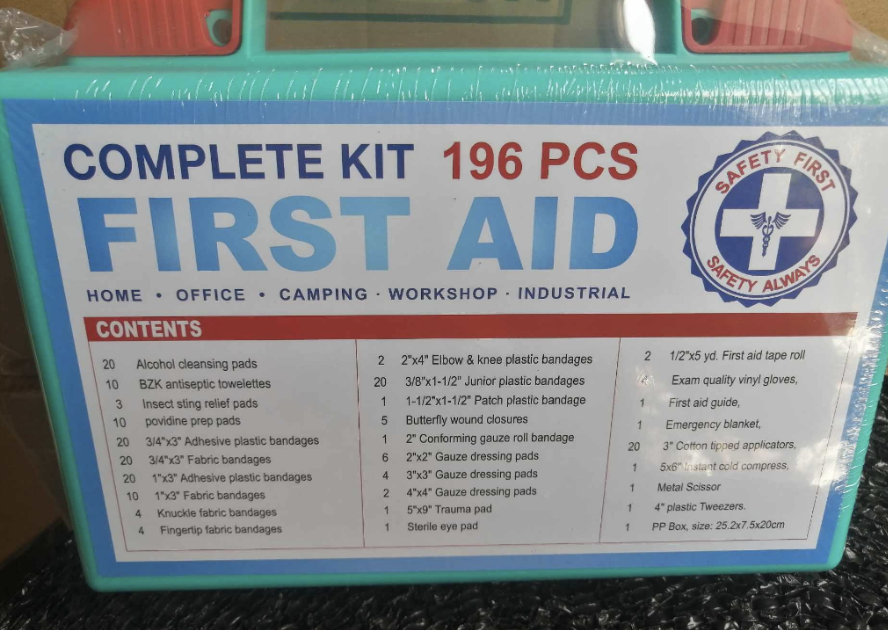 COMPLETE KIT 196 PCS
FIRST AID
HOME • OFFICE • CAMPING · WORKSHOP · INDUSTRIAL
SAFETY FIRST
SAFETY ALWAYS
CONTENTS
20 Alcohol cleansing pads
10 BZK antiseptic towelettes
3 Insect sting relief pads
10 povidine prep pads
20 3/4"x3" Adhesive plastic bandages
20 3/4"x3" Fabric bandages
20 1"x3" Adhesive plastic bandages
10 1"x3" Fabric bandages
4 Knuckle fabric bandages
4 Fingertip fabric bandages
2 2"x4" Elbow & knee plastic bandages
20 3/8"x1-1/2" Junior plastic bandages
1 1-1/2"x1-1/2" Patch plastic bandage
5 Butterfly wound closures
1 2" Conforming gauze roll bandage
6 2"x2" Gauze dressing pads
4 3"x3" Gauze dressing pads
2 4"x4" Gauze dressing pads
1 5"x9" Trauma pad
1 Sterile eye pad
2 1/2"x5 yd. First aid tape roll
Exam quality vinyl gloves,
1 First aid guide,
1 Emergency blanket,
20 3" Cotton tipped applicators,
1 5x6" Instant cold compress,
1 Metal Scissor
1 4" plastic Tweezers.
1 PP Box, size: 25.2x7.5x20cm